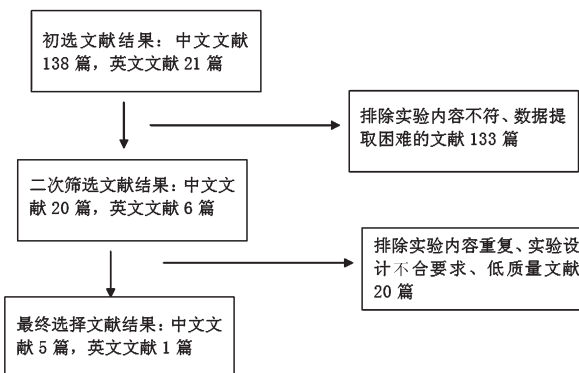 初选文献结果：中文文献
138 篇，英文文献 21 篇
排除实验内容不符、数据提
取困难的文献 133 篇
二次筛选文献结果：中文文
献 20 篇，英文文献 6 篇
排除实验内容重复、实验设
计不合要求、低质量文献
20 篇
最终选择文献结果：中文文
献 5 篇，英文文献 1 篇